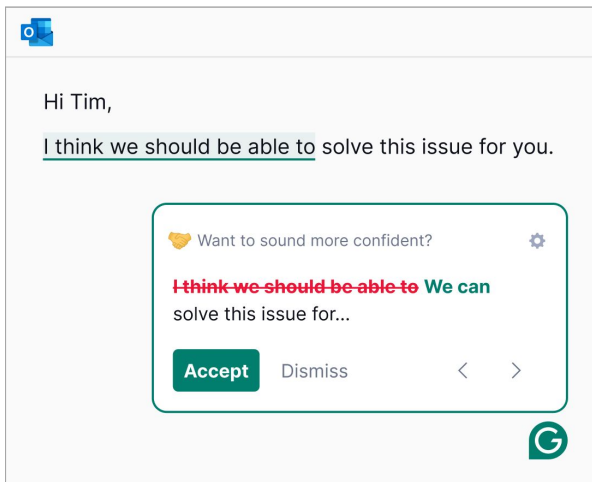 Hi Tim,
I think we should be able to solve this issue for you.
Want to sound more confident?
I think we should be able to We can
solve this issue for...
Accept Dismiss